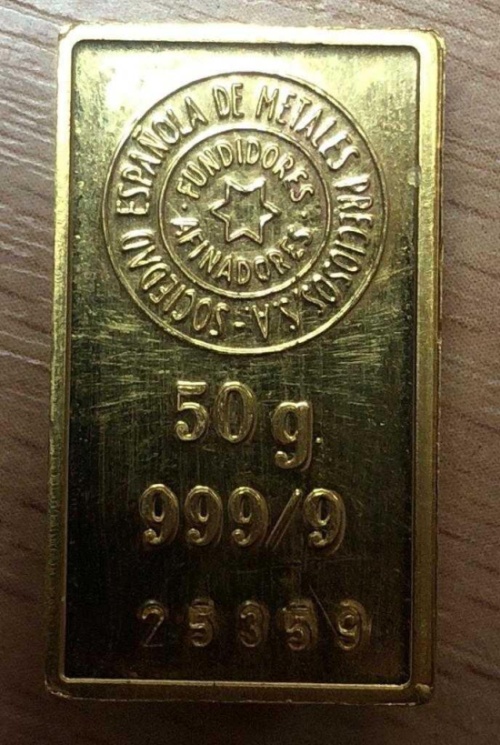 SOCIEDAD ESPAÑOLA DE METALES PRECIOSOS, S.A. -
· FUNDIDORES ·
AFINADORES
50 g.
999/9
25359